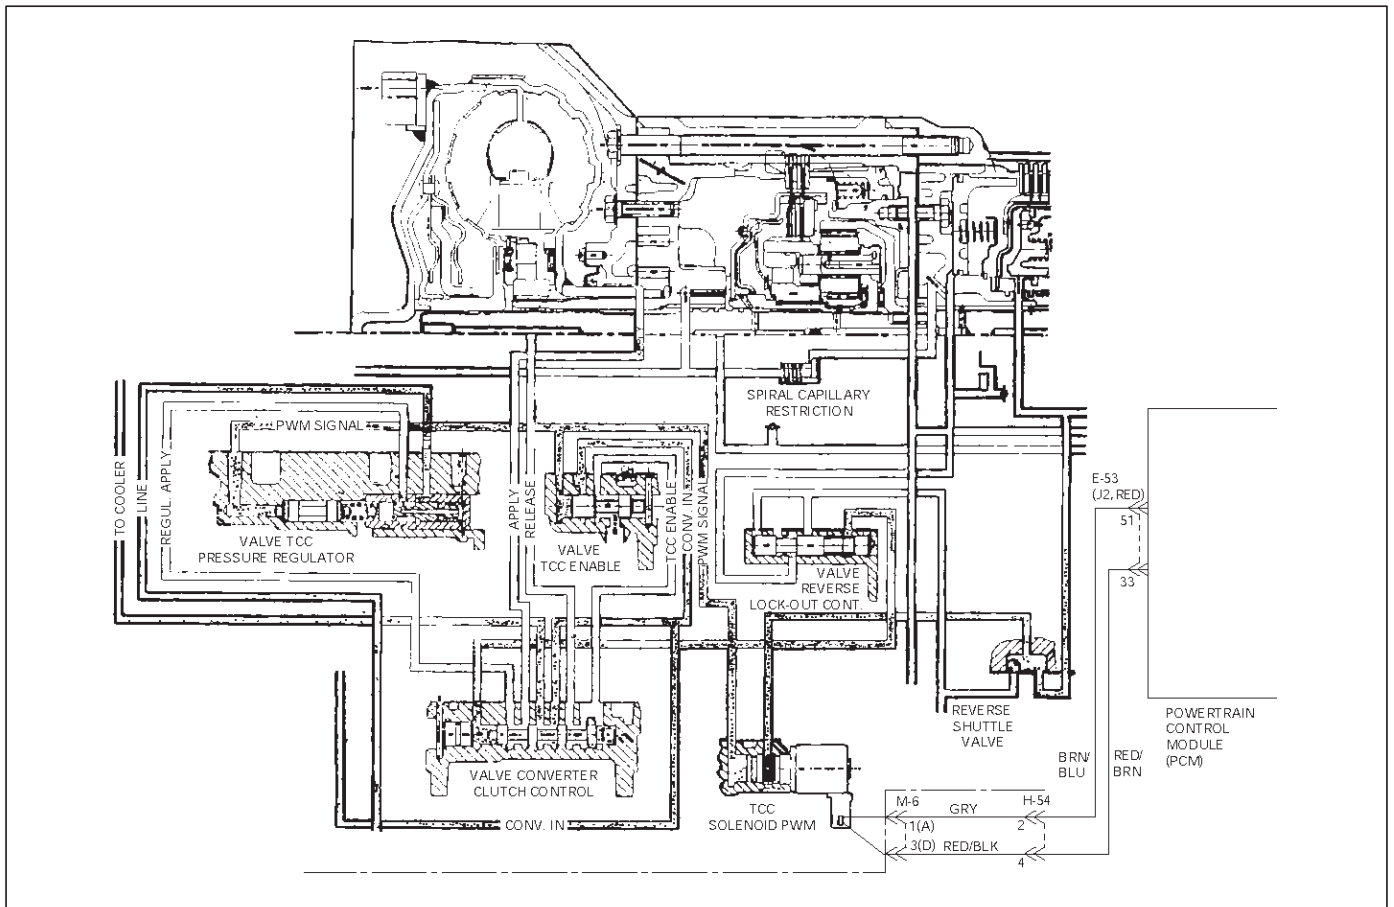 SPIRAL CAPILLARY
RESTRICTION
PWM SIGNAL
TO COOLER
LINE
REGUL. APPLY
APPLY
RELEASE
TCC ENABLE
CONV. IN
PWM SIGNAL
E-53
(J2, RED)
51
33
VALVE TCC
PRESSURE REGULATOR
VALVE
TCC ENABLE
VALVE
REVERSE
LOCK-OUT CONT.
REVERSE
SHUTTLE
VALVE
POWERTRAIN
CONTROL
MODULE
(PCM)
BRN/
BLU
RED/
BRN
VALVE CONVERTER
CLUTCH CONTROL
CONV. IN
TCC
SOLENOID PWM
M-6
GRY
H-54
1(A)
2
3(D)
RED/BLK
4